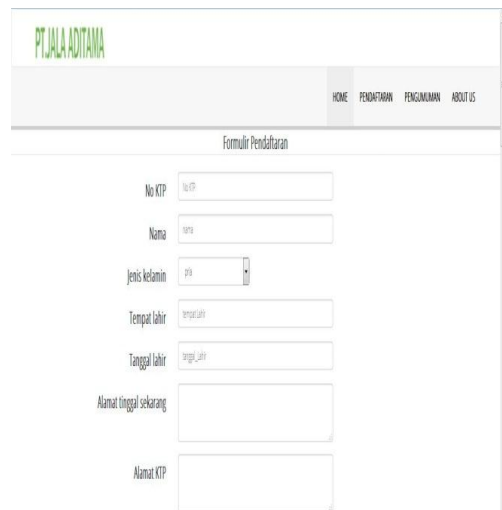 PT.JALA ADITAMA
HOME PENDAFTARAN PENGUMUMAN ABOUT US
Formulir Pendaftaran
No KTP No KTP
Nama nama
Jenis kelamin pria
Tempat lahir tempat lahir
Tanggal lahir tanggal_lahir
Alamat tinggal sekarang
Alamat KTP